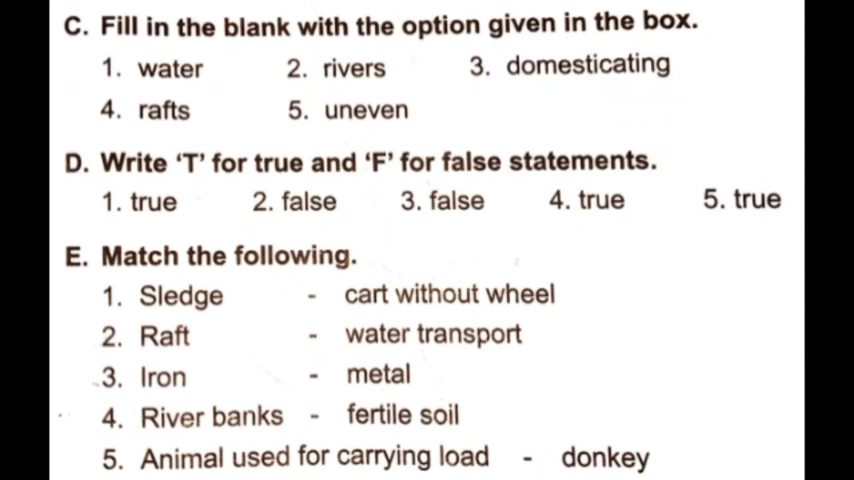 C. Fill in the blank with the option given in the box.
1. water 2. rivers 3. domesticating
4. rafts 5. uneven
D. Write ‘T’ for true and ‘F’ for false statements.
1. true 2. false 3. false 4. true 5. true
E. Match the following.
1. Sledge - cart without wheel
2. Raft - water transport
3. Iron - metal
4. River banks - fertile soil
5. Animal used for carrying load - donkey